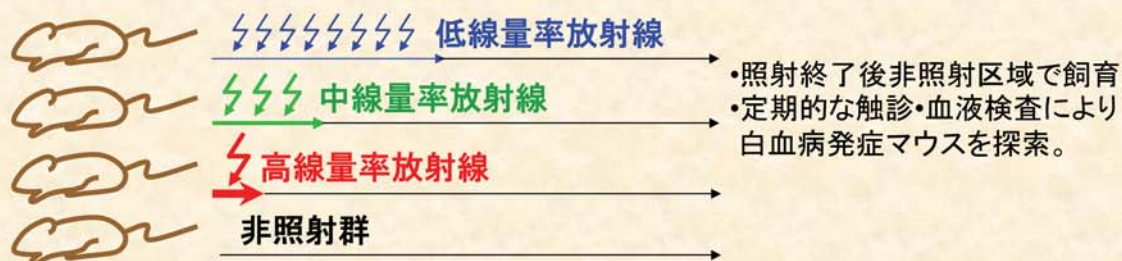 低線量率放射線
中線量率放射線
高線量率放射線
非照射群
•照射終了後非照射区域で飼育
•定期的な触診•血液検査により
白血病発症マウスを探索。